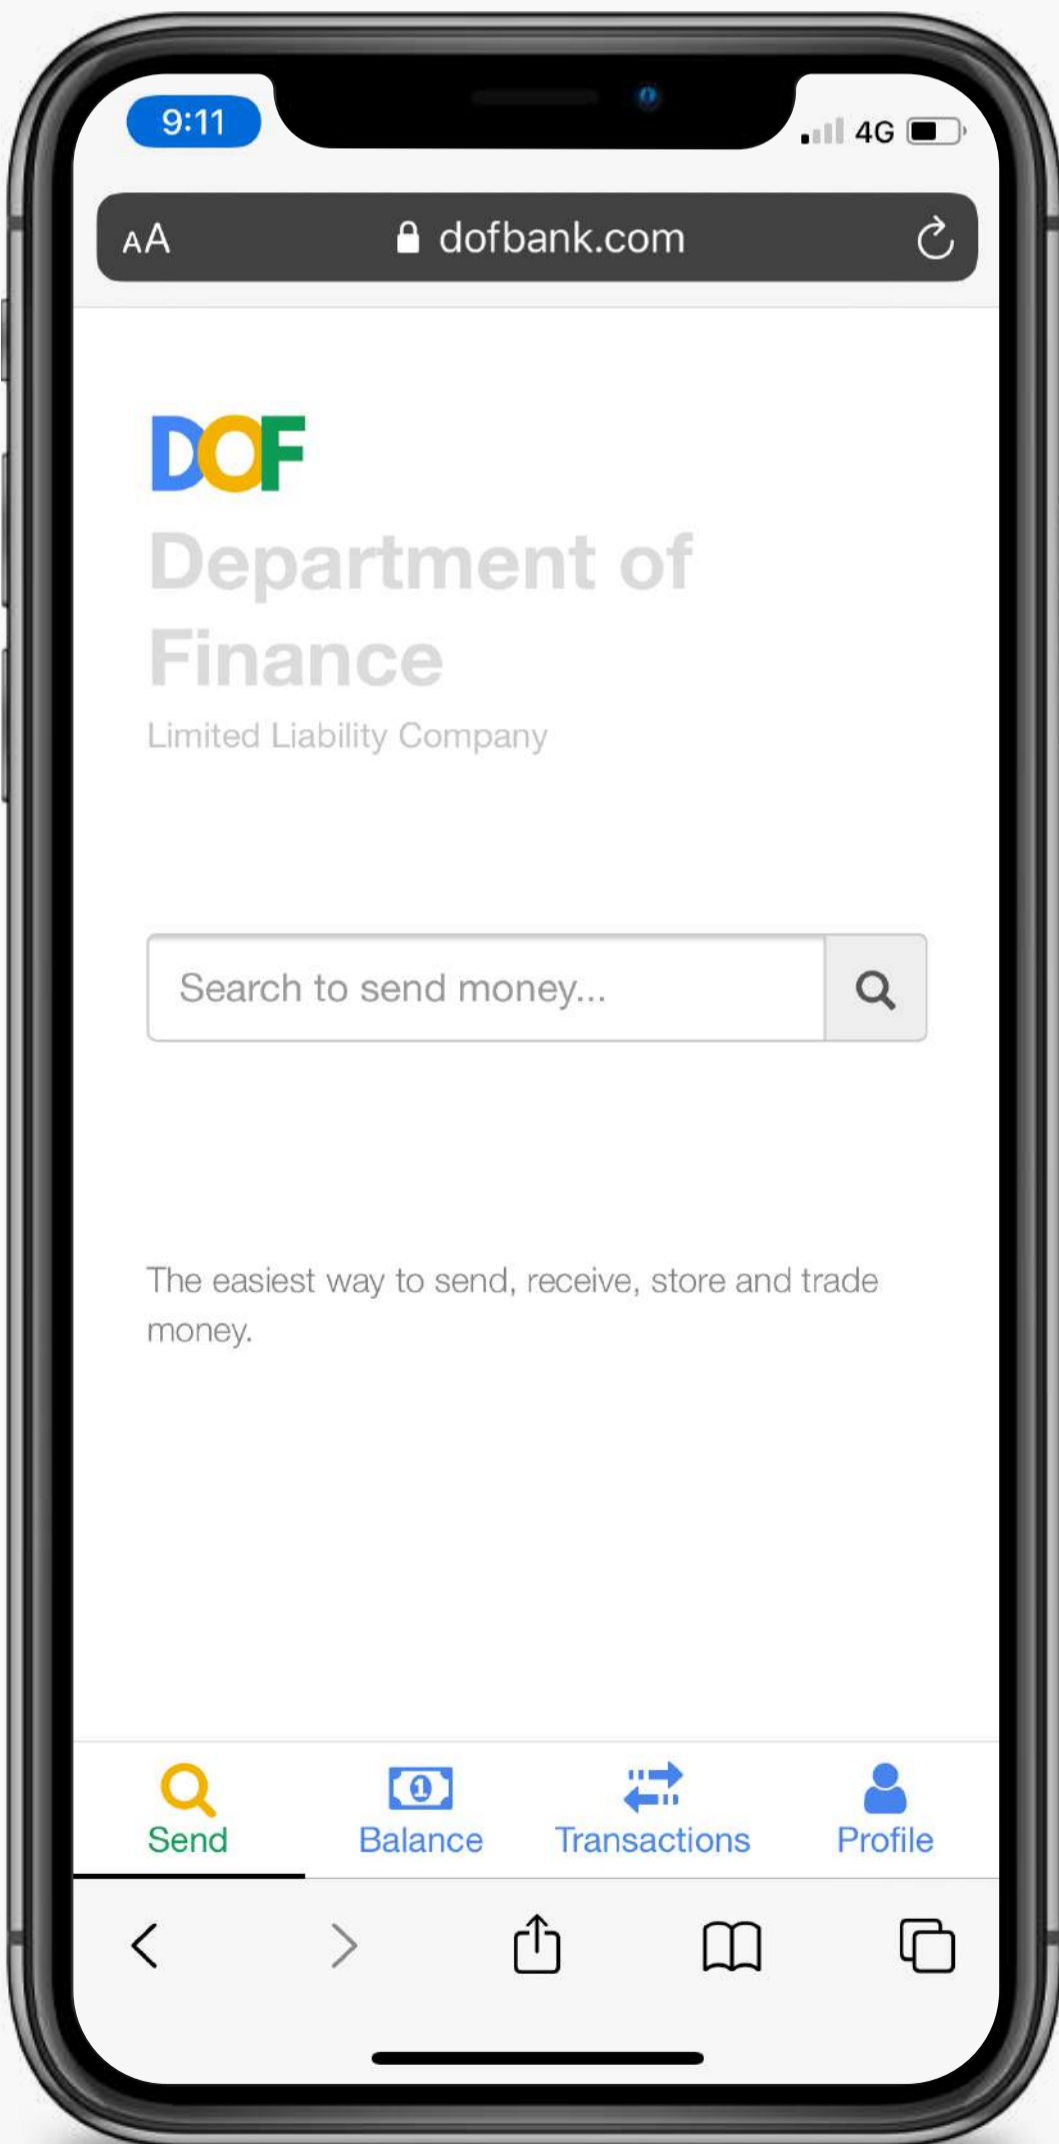 9:11
4G
AA dofbank.com
DOF
Department of
Finance
Limited Liability Company
Search to send money...
The easiest way to send, receive, store and trade
money.
1
Send Balance Transactions Profile